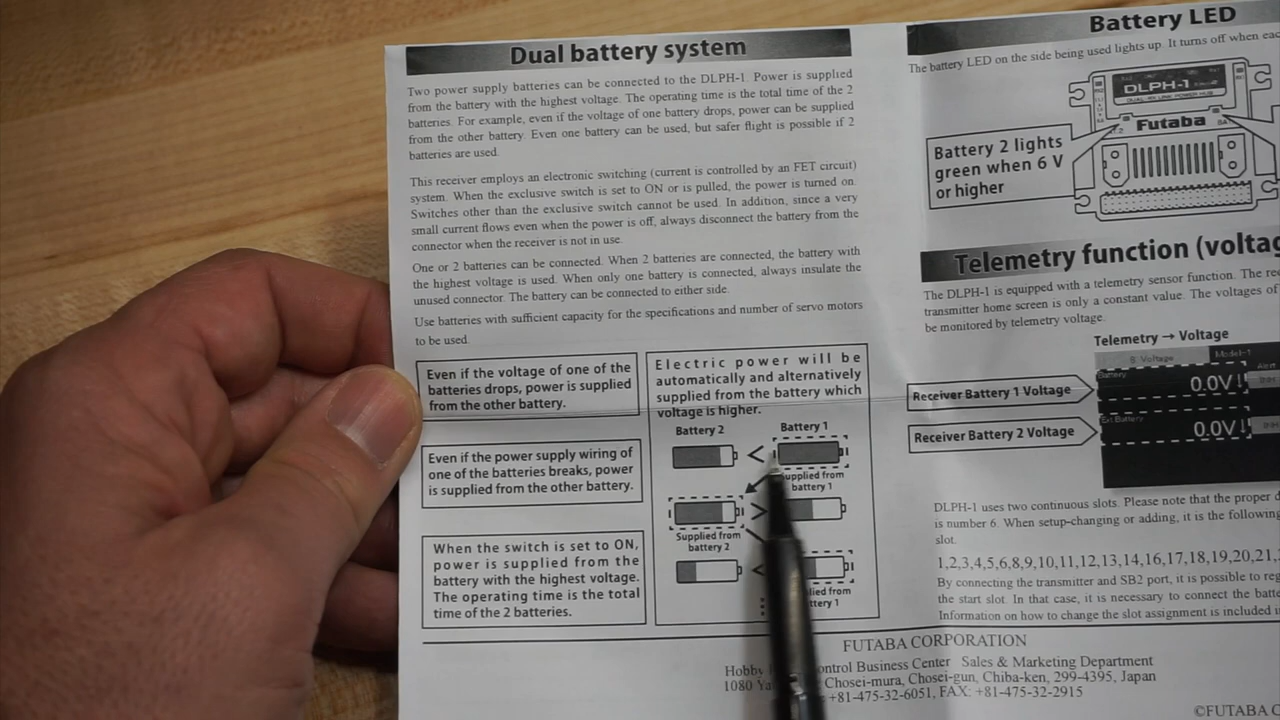 Dual battery system
Two power supply batteries can be connected to the DLPH-1. Power is supplied
from the battery with the highest voltage. The operating time is the total time of the 2
batteries. For example, even if the voltage of one battery drops, power can be supplied
from the other battery. Even one battery can be used, but safer flight is possible if 2
batteries are used.
This receiver employs an electronic switching (current is controlled by an FET circuit)
system. When the exclusive switch is set to ON or is pulled, the power is turned on.
Switches other than the exclusive switch cannot be used. In addition, since a very
small current flows even when the power is off, always disconnect the battery from the
connector when the receiver is not in use.
One or 2 batteries can be connected. When 2 batteries are connected, the battery with
the highest voltage is used. When only one battery is connected, always insulate the
unused connector. The battery can be connected to either side.
Use batteries with sufficient capacity for the specifications and number of servo motors
to be used.
Even if the voltage of one of the
batteries drops, power is supplied
from the other battery.
Even if the power supply wiring of
one of the batteries breaks, power
is supplied from the other battery.
When the switch is set to ON,
power is supplied from the
battery with the highest voltage.
The operating time is the total
time of the 2 batteries.
Electric power will be
automatically and alternatively
supplied from the battery which
voltage is higher.
Battery 2 Battery 1
<
Supplied from
battery 1
>
Supplied from
battery 2
<
from
Battery LED
The battery LED on the side being used lights up. It turns off when
DLPH-1
Futaba
Battery 2 lights
green when 6 V
or higher
Telemetry function
The DLPH-1 is equipped with a telemetry sensor function. The
transmitter home screen is only a constant value. The voltages of
be monitored by telemetry voltage.
Telemetry → Voltage
Voltage Model-1
Battery
Receiver Battery 1 Voltage 0.0V
Ext Battery
Receiver Battery 2 Voltage 0.0V
DLPH-1 uses two continuous slots. Please note that the proper
is number 6. When setup-changing or adding, it is the following
slot.
1,2,3,4,5,6,8,9,10,11,12,13,14,16,17,18,19,20,21,
By connecting the transmitter and SB2 port, it is possible to
the start slot. In that case, it is necessary to connect the
Information on how to change the slot assignment is included
FUTABA CORPORATION
Hobby Business Center Sales & Marketing Department
1080 Chosei-mura, Chosei-gun, Chiba-ken, 299-4395, Japan
+81-475-32-6051, FAX: +81-475-32-2915
©FUTABA